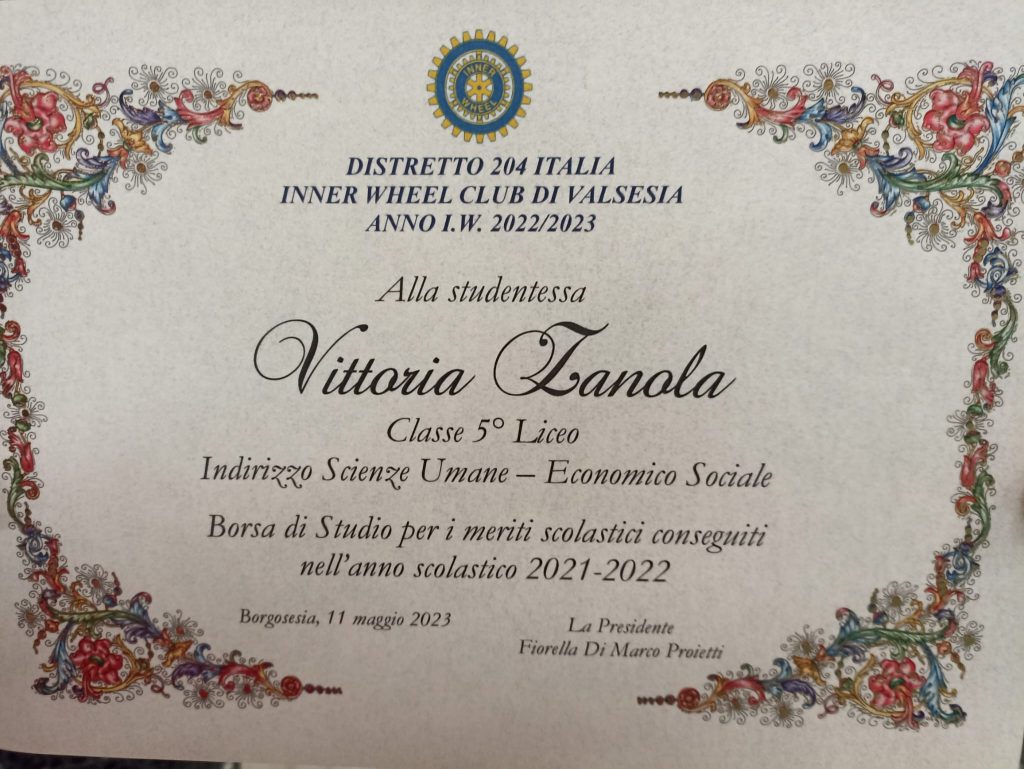 INNER
WHEEL
DISTRETTO 204 ITALIA
INNER WHEEL CLUB DI VALSESIA
ANNO I.W. 2022/2023
Alla studentessa
Vittoria Zanola
Classe 5° Liceo
Indirizzo Scienze Umane – Economico Sociale
Borsa di Studio per i meriti scolastici conseguiti
nell'anno scolastico 2021-2022
Borgosesia, 11 maggio 2023
La Presidente
Fiorella Di Marco Proietti